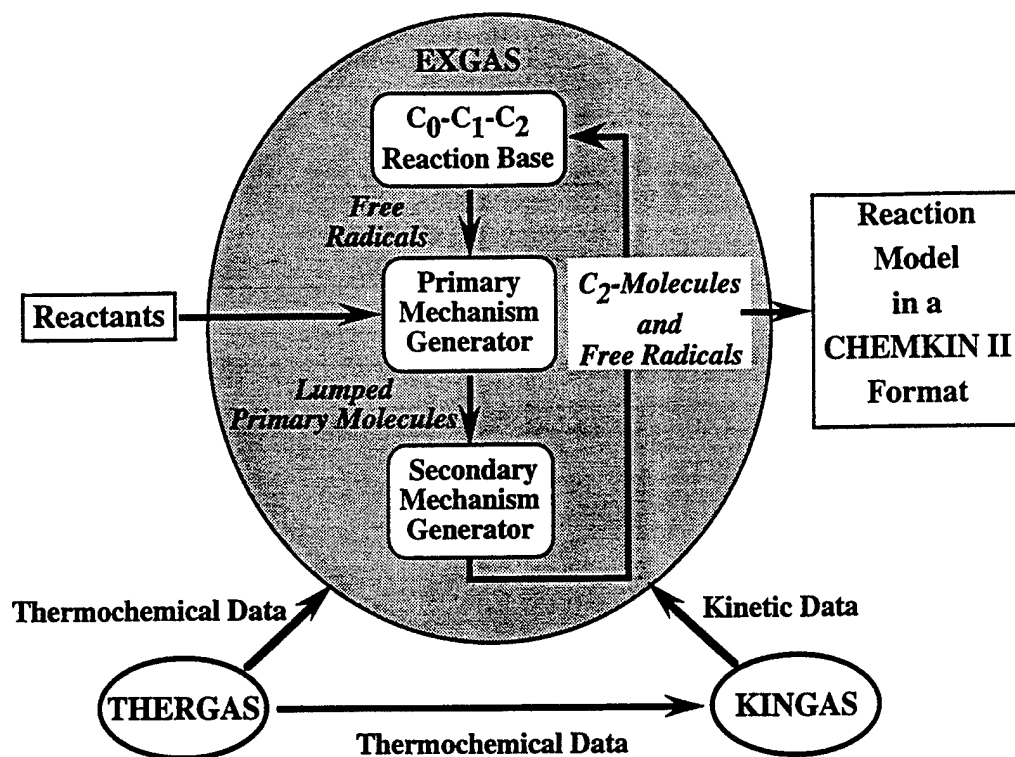 EXGAS
C0-C1-C2
Reaction Base
Free
Radicals
Reactants
Primary
Mechanism
Generator
C2-Molecules
and
Free Radicals
Reaction
Model
in a
CHEMKIN II
Format
Lumped
Primary Molecules
Secondary
Mechanism
Generator
Thermochemical Data
Kinetic Data
THERGAS
KINGAS
Thermochemical Data